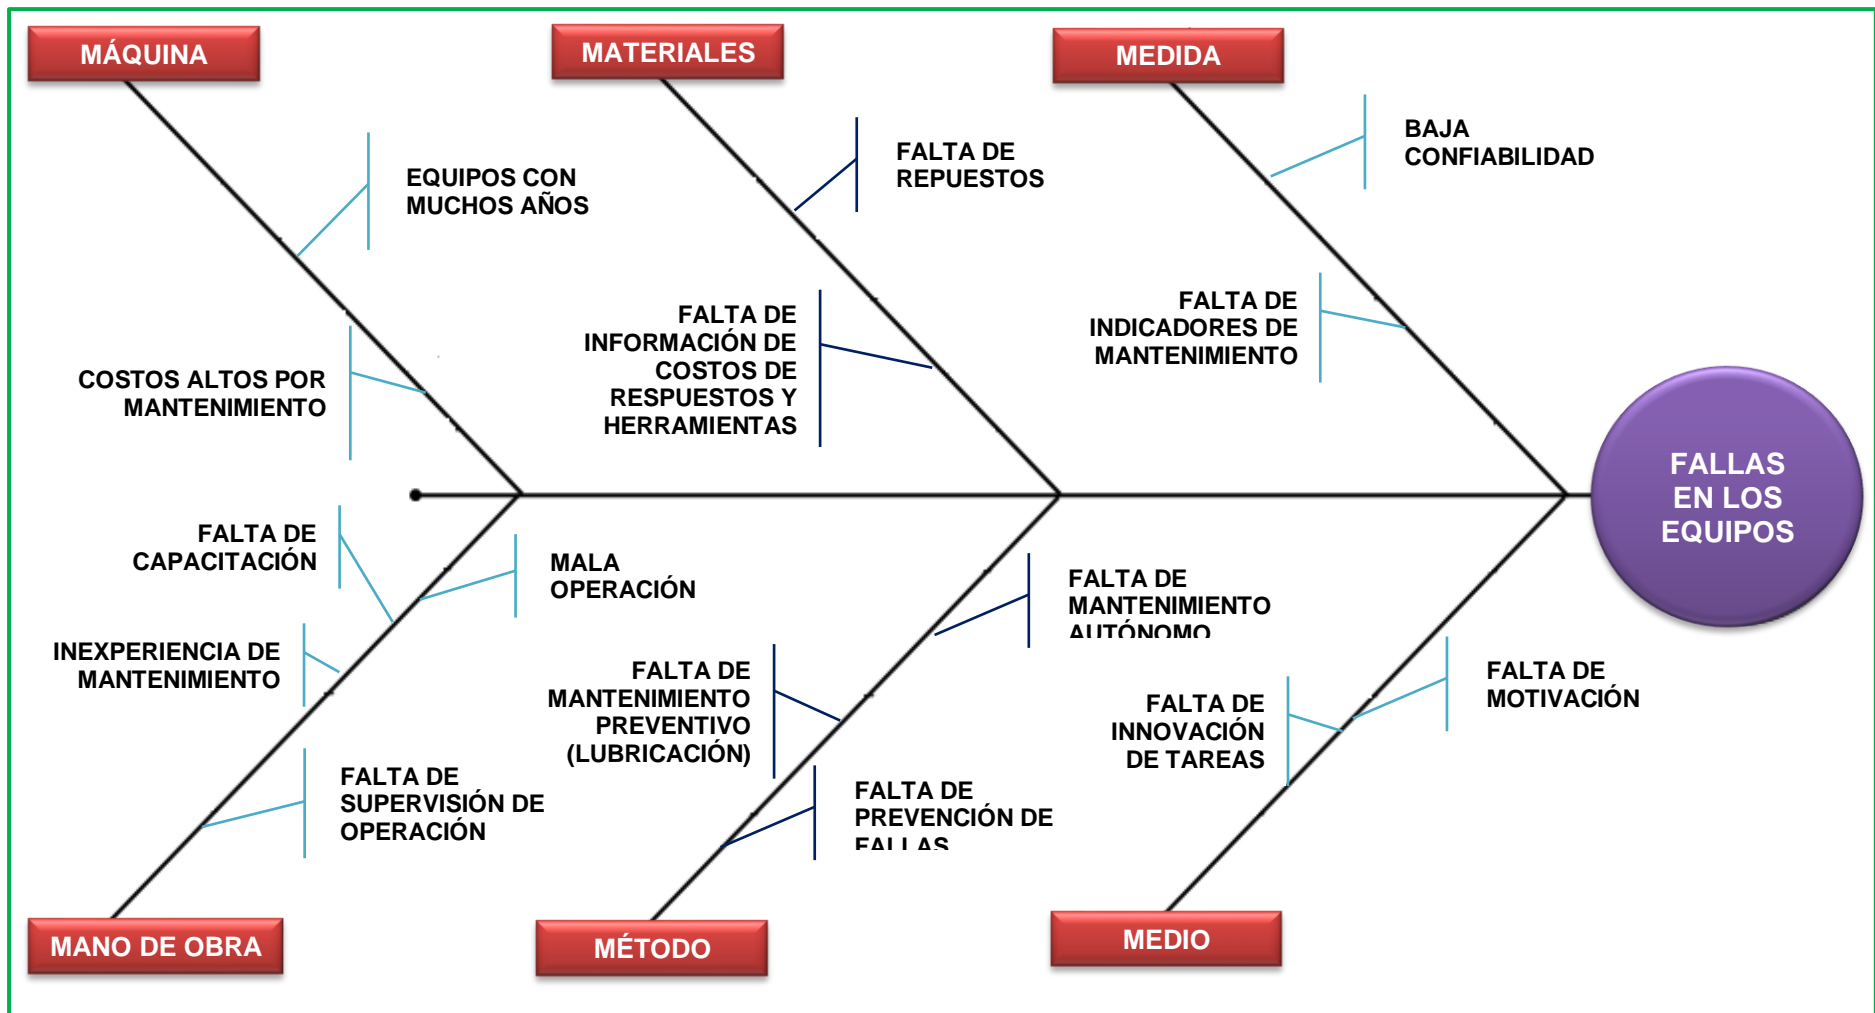 MÁQUINA
MATERIALES
MEDIDA
EQUIPOS CON
MUCHOS AÑOS
FALTA DE
REPUESTOS
BAJA
CONFIABILIDAD
COSTOS ALTOS POR
MANTENIMIENTO
FALTA DE
INFORMACIÓN DE
COSTOS DE
RESPUESTOS Y
HERRAMIENTAS
FALTA DE
INDICADORES DE
MANTENIMIENTO
FALLAS
EN LOS
EQUIPOS
FALTA DE
CAPACITACIÓN
MALA
OPERACIÓN
INEXPERIENCIA DE
MANTENIMIENTO
FALTA DE
SUPERVISIÓN DE
OPERACIÓN
FALTA DE
MANTENIMIENTO
AUTÓNOMO
FALTA DE
MANTENIMIENTO
PREVENTIVO
(LUBRICACIÓN)
FALTA DE
PREVENCIÓN DE
FALLAS
FALTA DE
INNOVACIÓN
DE TAREAS
FALTA DE
MOTIVACIÓN
MANO DE OBRA
MÉTODO
MEDIO